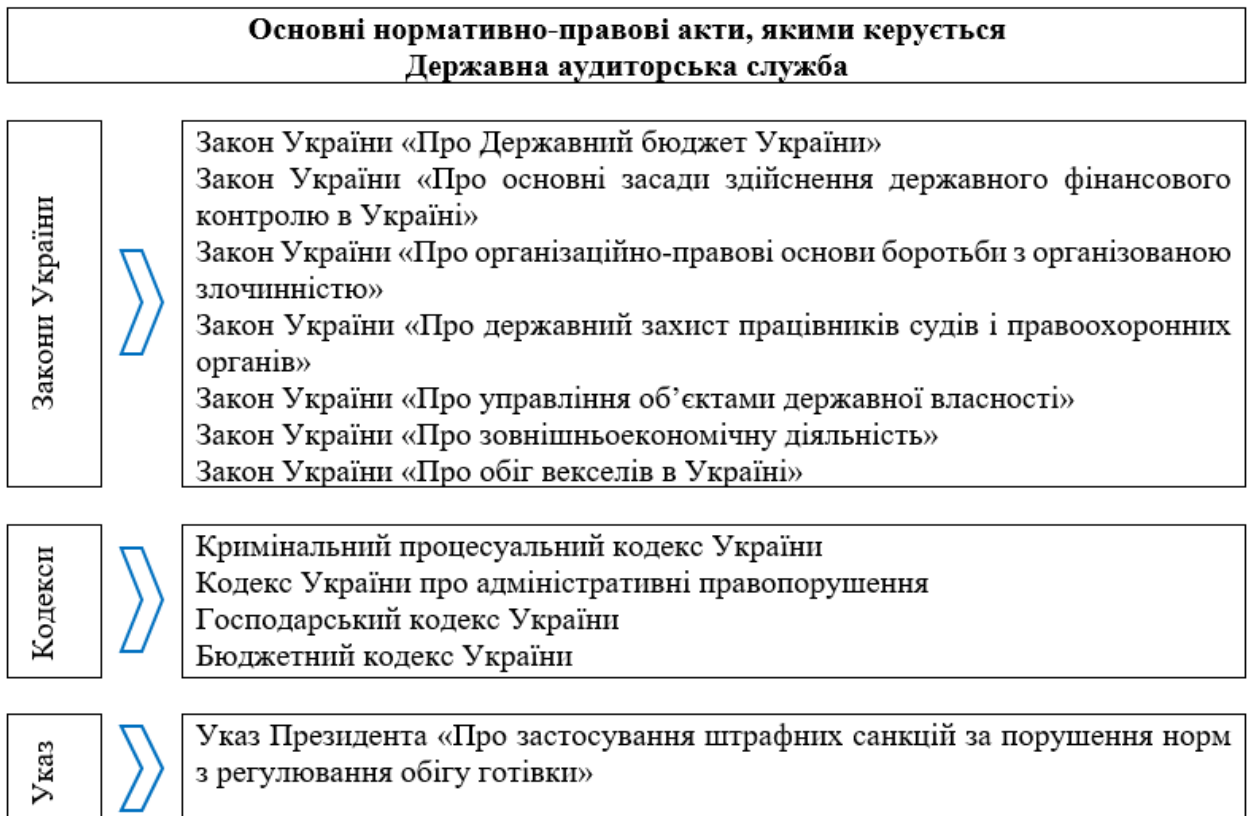 Основні нормативно-правові акти, якими керується
Державна аудиторська служба
Закони України
Закон України «Про Державний бюджет України»
Закон України «Про основні засади здійснення державного фінансового
контролю в Україні»
Закон України «Про організаційно-правові основи боротьби з організованою
злочинністю»
Закон України «Про державний захист працівників судів і правоохоронних
органів»
Закон України «Про управління об’єктами державної власності»
Закон України «Про зовнішньоекономічну діяльність»
Закон України «Про обіг векселів в Україні»
Кодекси
Кримінальний процесуальний кодекс України
Кодекс України про адміністративні правопорушення
Господарський кодекс України
Бюджетний кодекс України
Указ
Указ Президента «Про застосування штрафних санкцій за порушення норм
з регулювання обігу готівки»